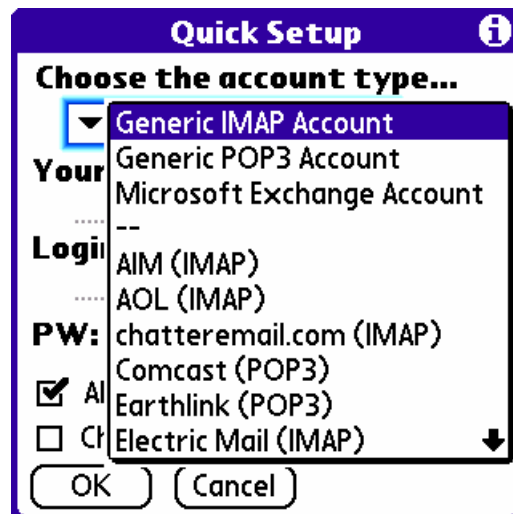 Quick Setup
Choose the account type...
Generic IMAP Account
Generic POP3 Account
Your
Microsoft Exchange Account
--
AIM (IMAP)
AOL (IMAP)
PW:
chatteremail.com (IMAP)
Comcast (POP3)
Earthlink (POP3)
Electric Mail (IMAP)
OK
Cancel